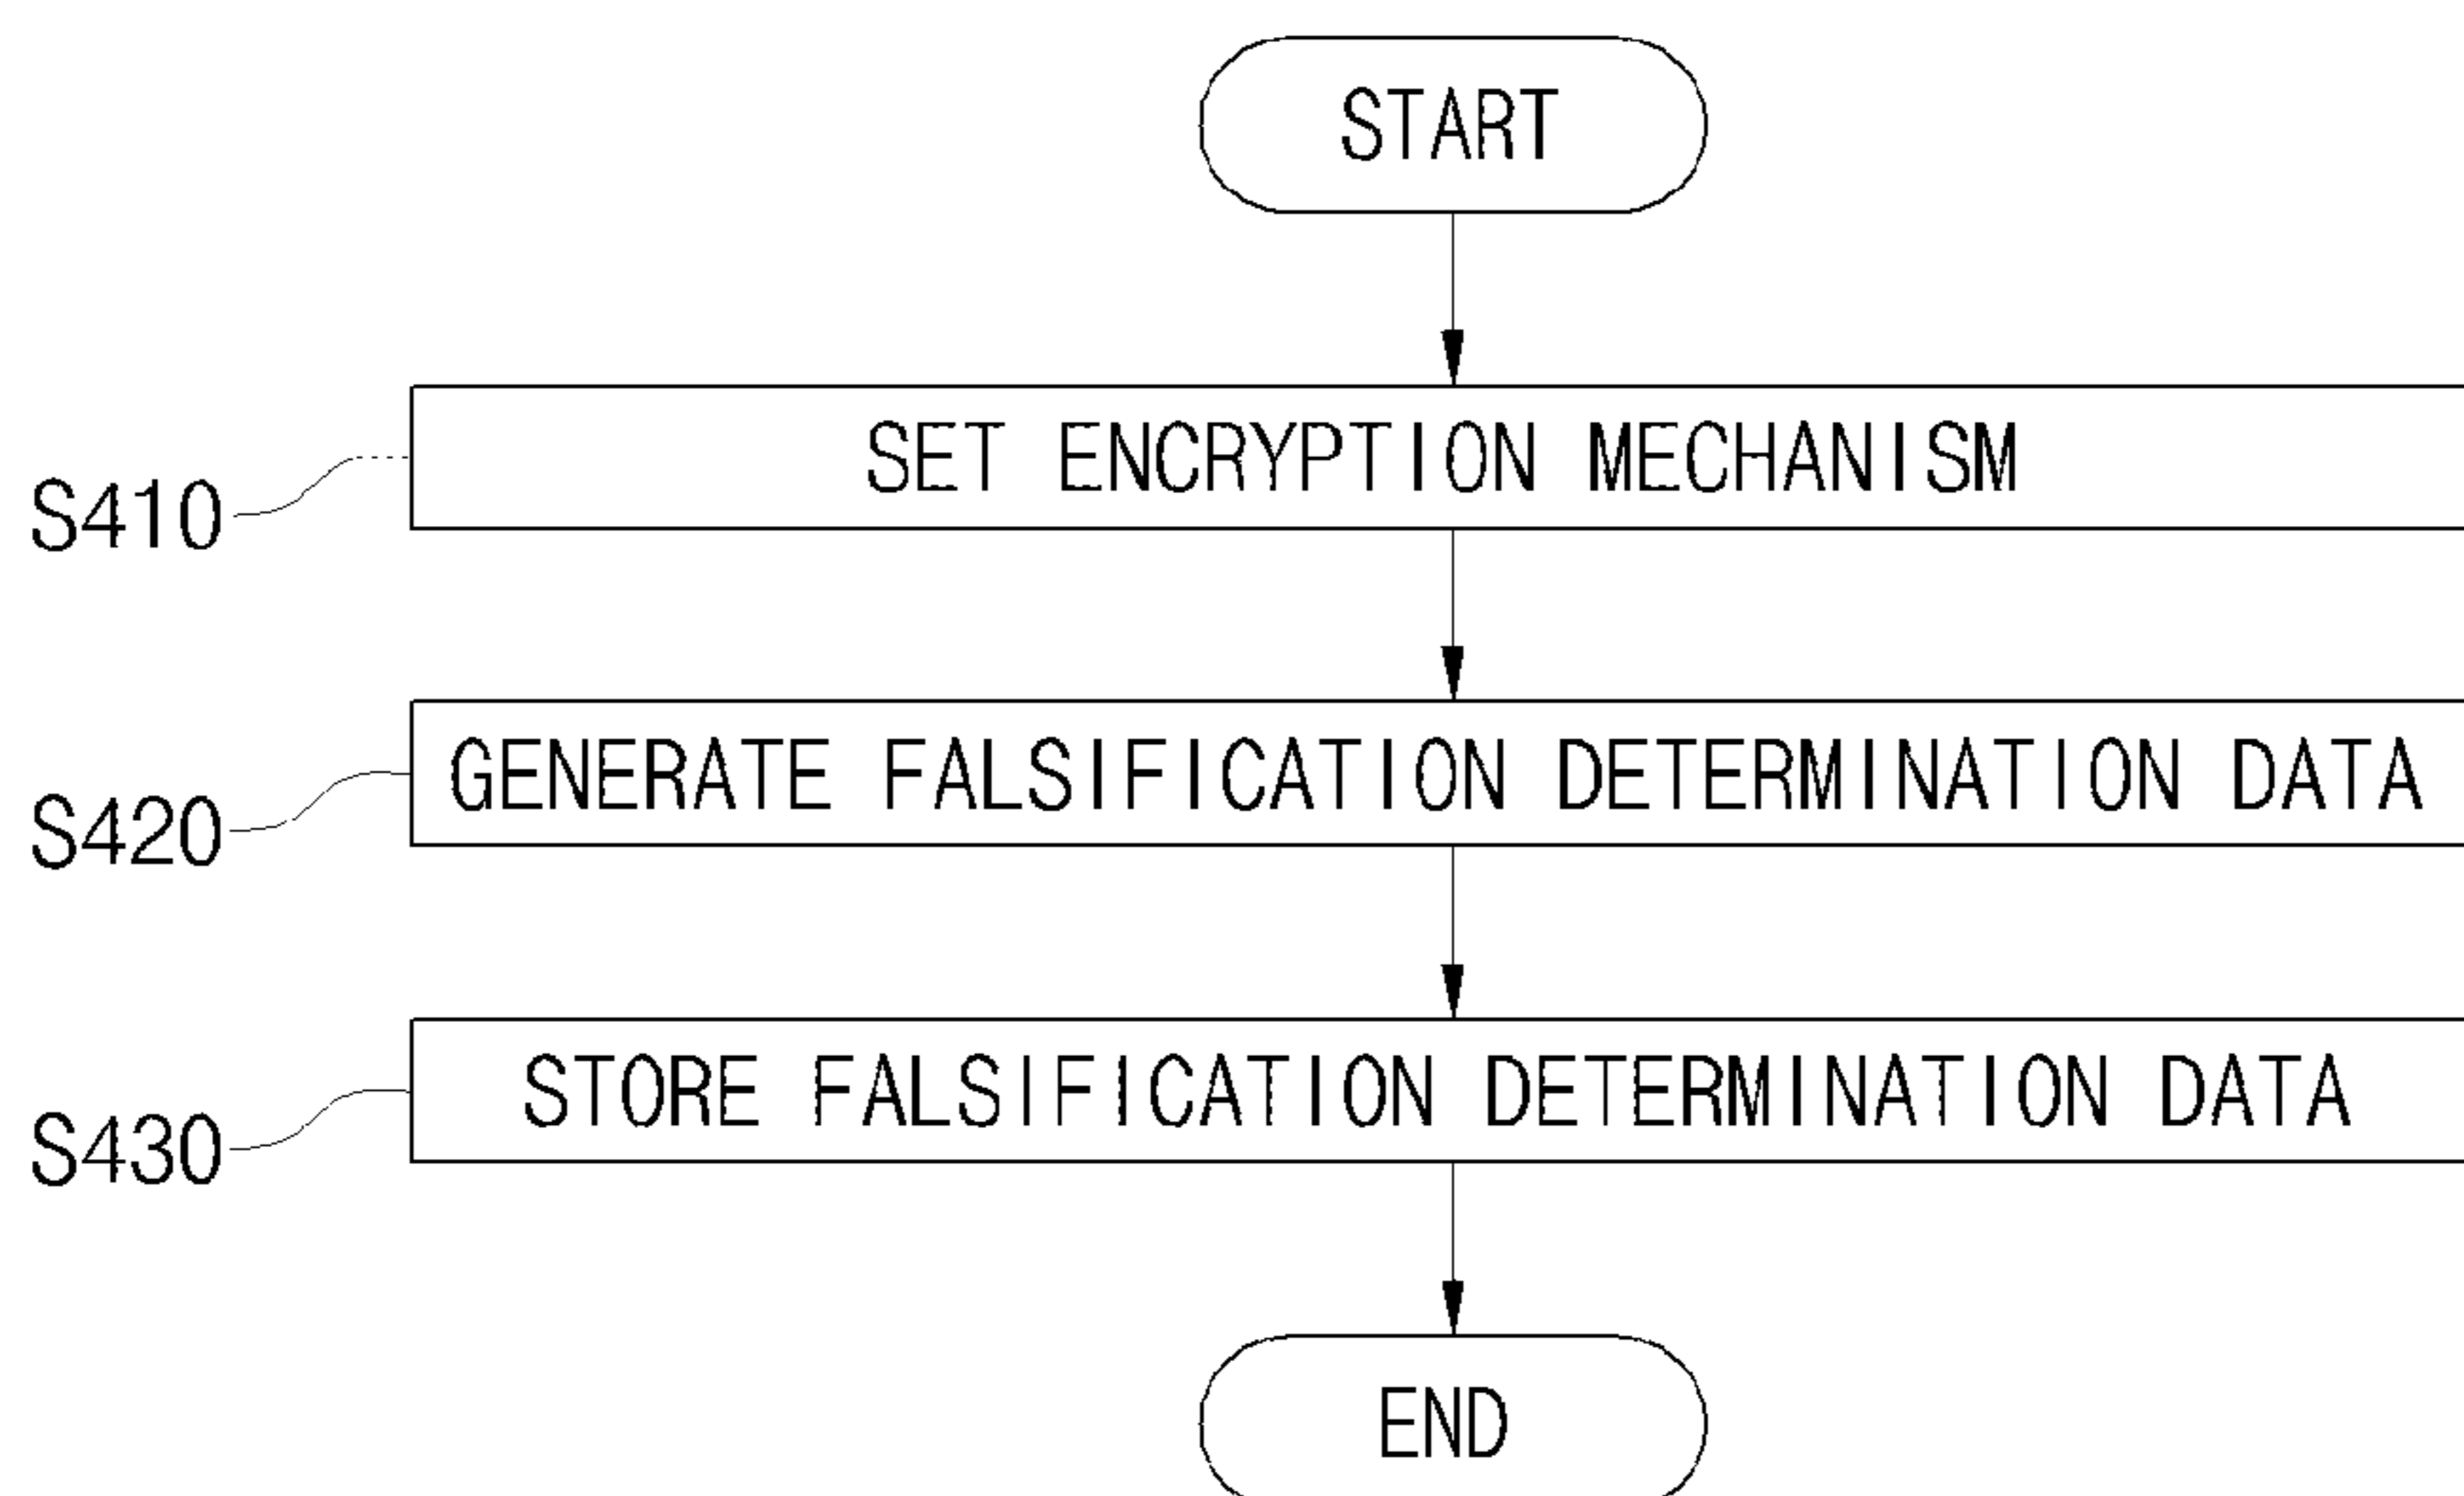 START
SET ENCRYPTION MECHANISM
S410
GENERATE FALSIFICATION DETERMINATION DATA
S420
STORE FALSIFICATION DETERMINATION DATA
S430
END